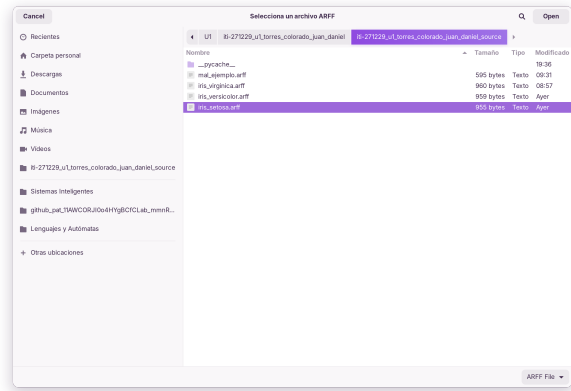 Cancel
Selecciona un archivo ARFF
Open
Recientes
Carpeta personal
Descargas
Documentos
Imágenes
Música
Vídeos
iti-271229_u1_torres_colorado_juan_daniel_source
Sistemas Inteligentes
Lenguajes y Autómatas
+ Otras ubicaciones
U1 iti-271229_u1_torres_colorado_juan_daniel iti-271229_u1_torres_colorado_juan_daniel_source
Nombre Tamaño Tipo Modificado
__pycache__ 19:36
mal_ejemplo.arff 595 bytes Texto 09:31
iris_virginica.arff 960 bytes Texto 08:57
iris_versicolor.arff 959 bytes Texto Ayer
iris_setosa.arff 955 bytes Texto Ayer
ARFF File